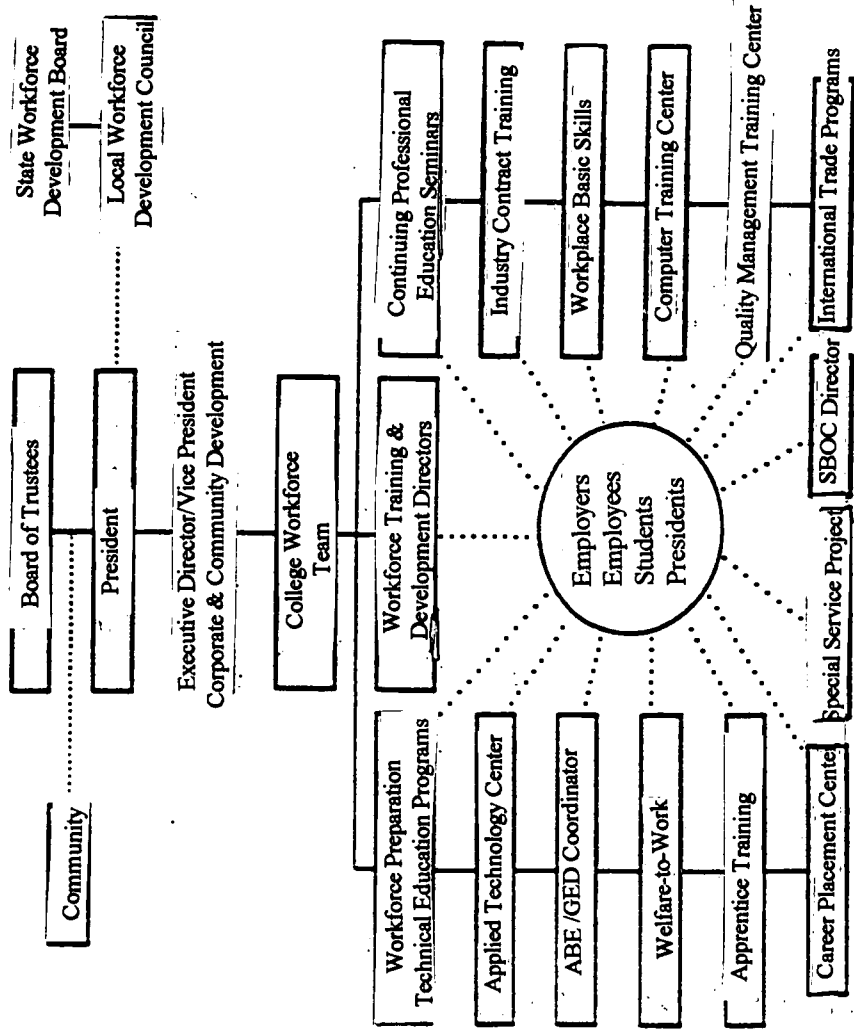 State Workforce
Development Board
Local Workforce
Development Council
Board of Trustees
Community
President
Executive Director/Vice President
Corporate & Community Development
College Workforce
Team
Workforce Preparation
Technical Education Programs
Workforce Training &
Development Directors
Continuing Professional
Education Seminars
Applied Technology Center
Industry Contract Training
ABE /GED Coordinator
Workplace Basic Skills
Welfare-to-Work
Computer Training Center
Apprentice Training
Quality Management Training Center
Employers
Employees
Students
Presidents
Career Placement Center
Special Service Project
SBOC Director
International Trade Programs